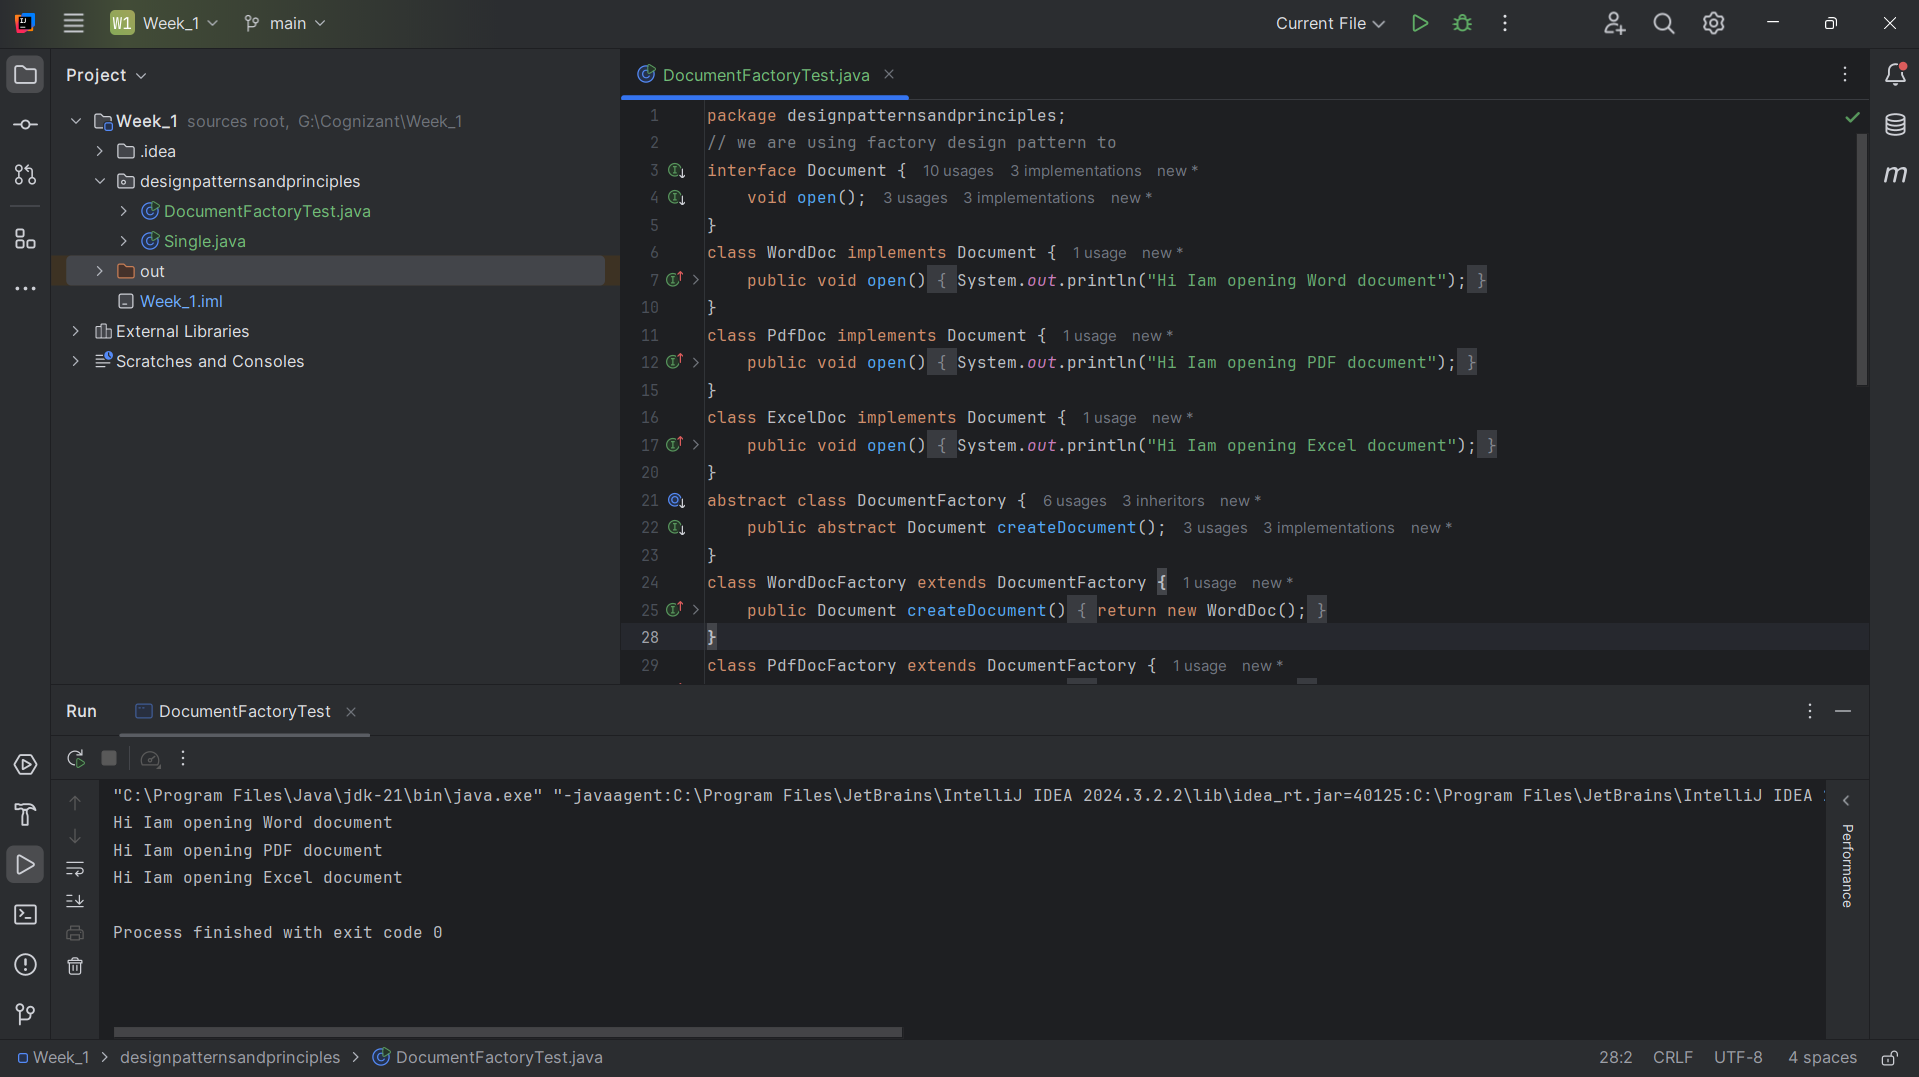 W1 Week_1 main Current File
Project
DocumentFactoryTest.java
Week_1 sources root, G:\Cognizant\Week_1
.idea
designpatternsandprinciples
DocumentFactoryTest.java
Single.java
out
Week_1.iml
External Libraries
Scratches and Consoles
1 package designpatternsandprinciples;
2 // we are using factory design pattern to
3 interface Document { 10 usages 3 implementations new *
4 void open(); 3 usages 3 implementations new *
5 }
6 class WordDoc implements Document { 1 usage new *
7 public void open() { System.out.println("Hi Iam opening Word document"); }
10 }
11 class PdfDoc implements Document { 1 usage new *
12 public void open() { System.out.println("Hi Iam opening PDF document"); }
15 }
16 class ExcelDoc implements Document { 1 usage new *
17 public void open() { System.out.println("Hi Iam opening Excel document"); }
20 }
21 abstract class DocumentFactory { 6 usages 3 inheritors new *
22 public abstract Document createDocument(); 3 usages 3 implementations new *
23 }
24 class WordDocFactory extends DocumentFactory { 1 usage new *
25 public Document createDocument() { return new WordDoc(); }
28 }
29 class PdfDocFactory extends DocumentFactory { 1 usage new *
m
Run DocumentFactoryTest
"C:\Program Files\Java\jdk-21\bin\java.exe" "-javaagent:C:\Program Files\JetBrains\IntelliJ IDEA 2024.3.2.2\lib\idea_rt.jar=40125:C:\Program Files\JetBrains\IntelliJ IDEA
Hi Iam opening Word document
Hi Iam opening PDF document
Hi Iam opening Excel document
Process finished with exit code 0
Performance
Week_1 > designpatternsandprinciples > DocumentFactoryTest.java 28:2 CRLF UTF-8 4 spaces